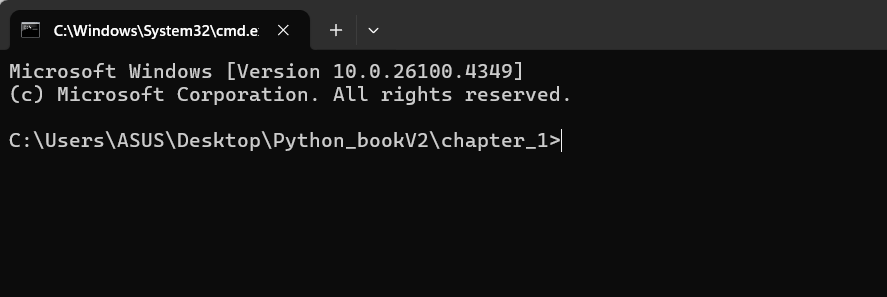 C:\Windows\System32\cmd.e
Microsoft Windows [Version 10.0.26100.4349]
(c) Microsoft Corporation. All rights reserved.
C:\Users\ASUS\Desktop\Python_bookV2\chapter_1>